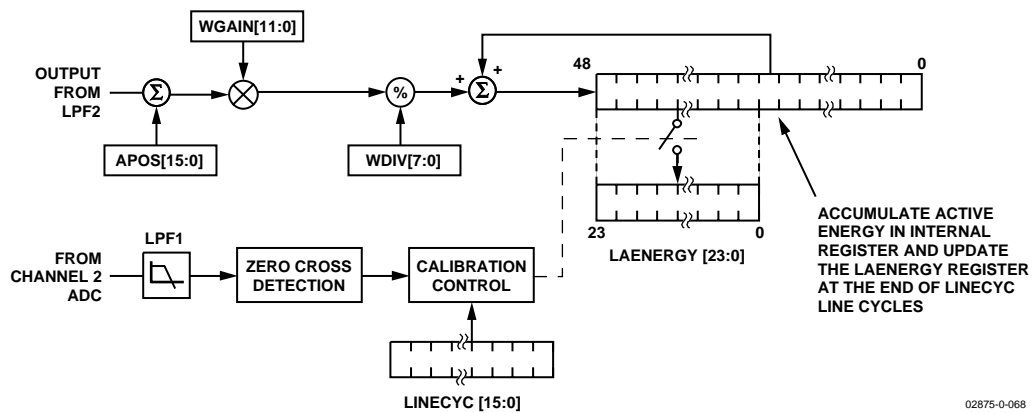 WGAIN[11:0]
OUTPUT
FROM
LPF2
Σ
%
+
+
Σ
48
0
APOS[15:0]
WDIV[7:0]
23
0
LAENERGY [23:0]
ACCUMULATE ACTIVE
ENERGY IN INTERNAL
REGISTER AND UPDATE
THE LAENERGY REGISTER
AT THE END OF LINECYC
LINE CYCLES
FROM
CHANNEL 2
ADC
LPF1
ZERO CROSS
DETECTION
CALIBRATION
CONTROL
LINECYC [15:0]
02875-0-068